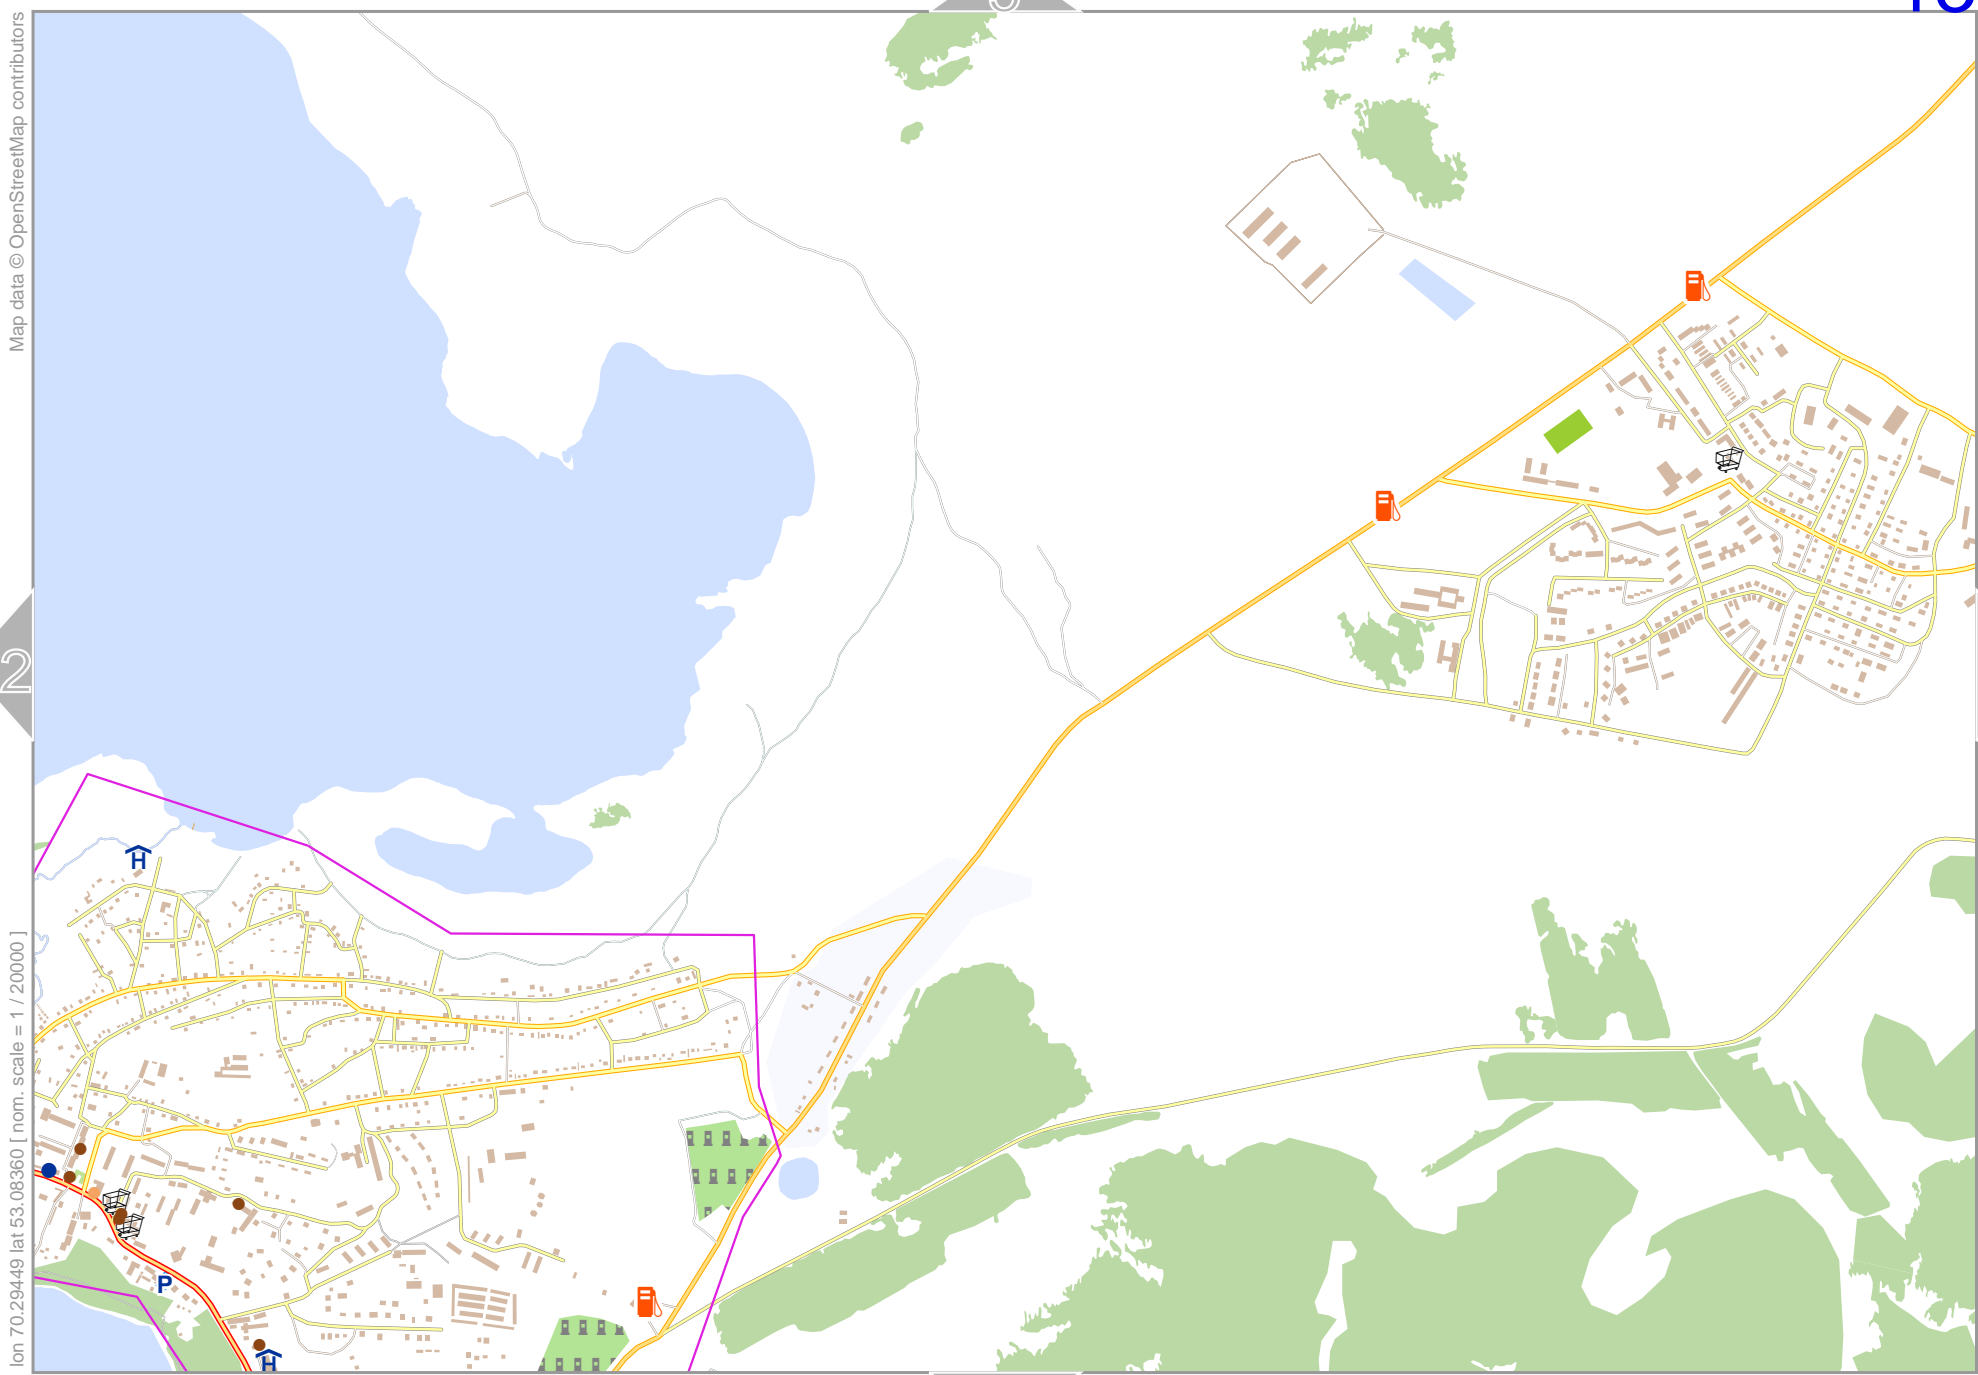 Map data © OpenStreetMap contributors
2
H
lon 70.29449 lat 53.08360 [ nom. scale = 1 / 20000 ]
P
H